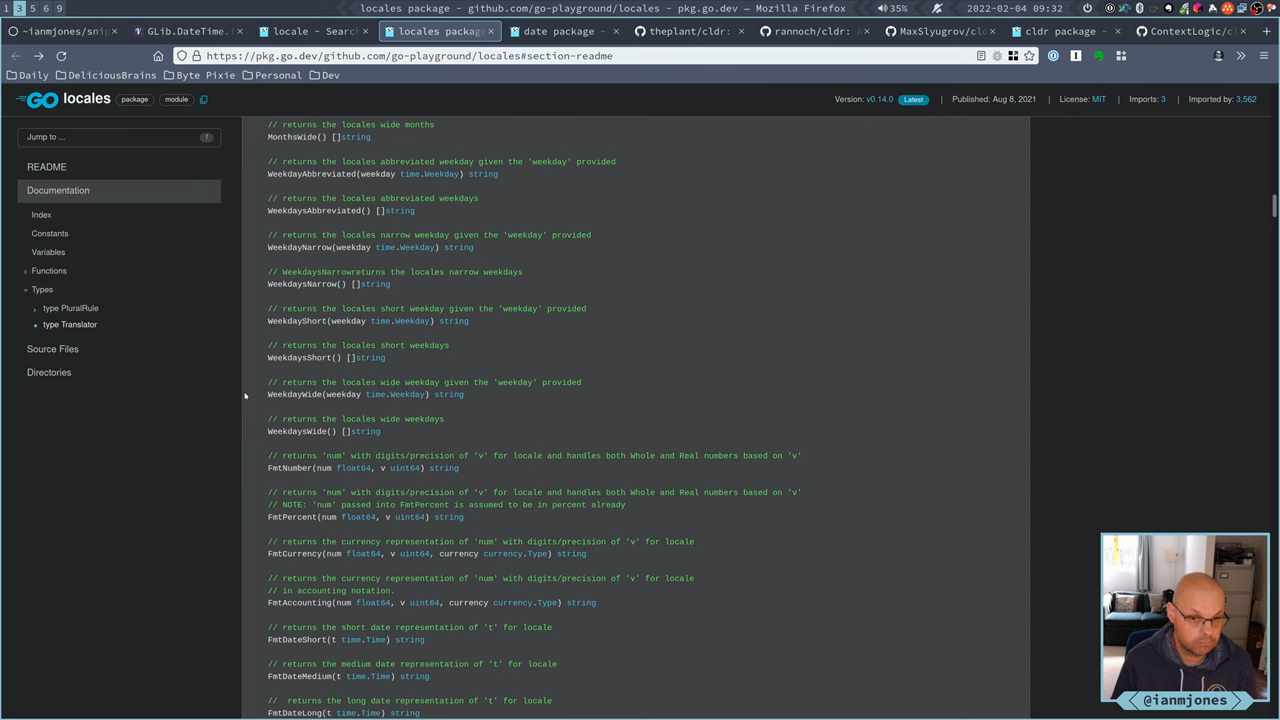 1 3 5 6 9
locales package - github.com/go-playground/locales - pkg.go.dev — Mozilla Firefox
35%
2022-02-04 09:32
~ianmjones/snip
GLib.DateTime.f
locale - Search
locales package
date package -
theplant/cldr:
rannoch/cldr: A
MaxSlyugrov/cld
cldr package -
ContextLogic/cl
https://pkg.go.dev/github.com/go-playground/locales#section-readme
Daily
DeliciousBrains
Byte Pixie
Personal
Dev
GO locales package module
Version: v0.14.0 Latest
Published: Aug 8, 2021
License: MIT
Imports: 3
Imported by: 3,562
Jump to ... f
README
Documentation
Index
Constants
Variables
Functions
Types
type PluralRule
type Translator
Source Files
Directories
// returns the locales wide months
MonthsWide() []string
// returns the locales abbreviated weekday given the 'weekday' provided
WeekdayAbbreviated(weekday time.Weekday) string
// returns the locales abbreviated weekdays
WeekdaysAbbreviated() []string
// returns the locales narrow weekday given the 'weekday' provided
WeekdayNarrow(weekday time.Weekday) string
// WeekdaysNarrowreturns the locales narrow weekdays
WeekdaysNarrow() []string
// returns the locales short weekday given the 'weekday' provided
WeekdayShort(weekday time.Weekday) string
// returns the locales short weekdays
WeekdaysShort() []string
// returns the locales wide weekday given the 'weekday' provided
WeekdayWide(weekday time.Weekday) string
// returns the locales wide weekdays
WeekdaysWide() []string
// returns 'num' with digits/precision of 'v' for locale and handles both Whole and Real numbers based on 'v'
FmtNumber(num float64, v uint64) string
// returns 'num' with digits/precision of 'v' for locale and handles both Whole and Real numbers based on 'v'
// NOTE: 'num' passed into FmtPercent is assumed to be in percent already
FmtPercent(num float64, v uint64) string
// returns the currency representation of 'num' with digits/precision of 'v' for locale
FmtCurrency(num float64, v uint64, currency currency.Type) string
// returns the currency representation of 'num' with digits/precision of 'v' for locale
// in accounting notation.
FmtAccounting(num float64, v uint64, currency currency.Type) string
// returns the short date representation of 't' for locale
FmtDateShort(t time.Time) string
// returns the medium date representation of 't' for locale
FmtDateMedium(t time.Time) string
//  returns the long date representation of 't' for locale
FmtDateLong(t time.Time) string
@ianmjones